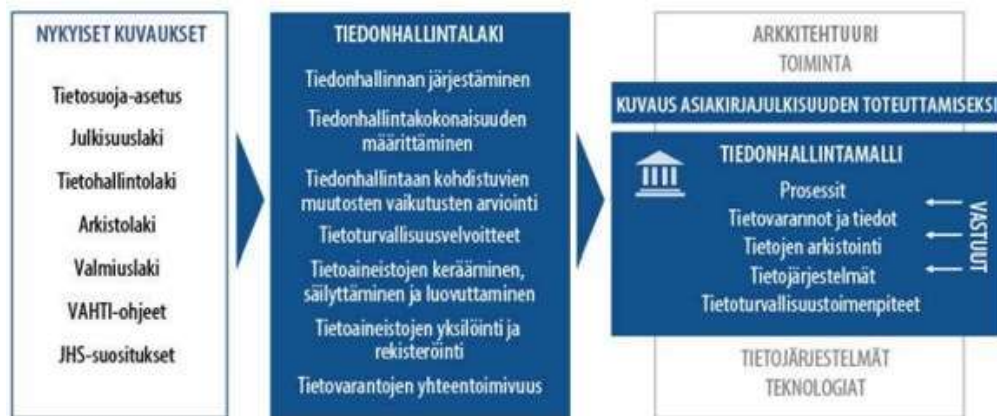 NYKYISET KUVAUKSET
Tietosuoja-asetus
Julkisuuslaki
Tietohallintolaki
Arkistolaki
Valmiuslaki
VAHTI-ohjeet
JHS-suositukset
TIEDONHALLINTALAKI
Tiedonhallinnan järjestäminen
Tiedonhallintakokonaisuuden
määrittäminen
Tiedonhallintaan kohdistuvien
muutosten vaikutusten arviointi
Tietoturvallisuusvelvoitteet
Tietoaineistojen kerääminen,
säilyttäminen ja luovuttaminen
Tietoaineistojen yksilöinti ja
rekisteröinti
Tietovarantojen yhteentoimivuus
ARKKITEHTUURI
TOIMINTA
KUVAUS ASIAKIRJAJULKISUUDEN TOTEUTTAMISEKSI
TIEDONHALLINTAMALLI
Prosessit
Tietovarannot ja tiedot
Tietojen arkistointi
Tietojärjestelmät
Tietoturvallisuustoimenpiteet
VASTUUT
TIETOJÄRJESTELMÄT
TEKNOLOGIAT